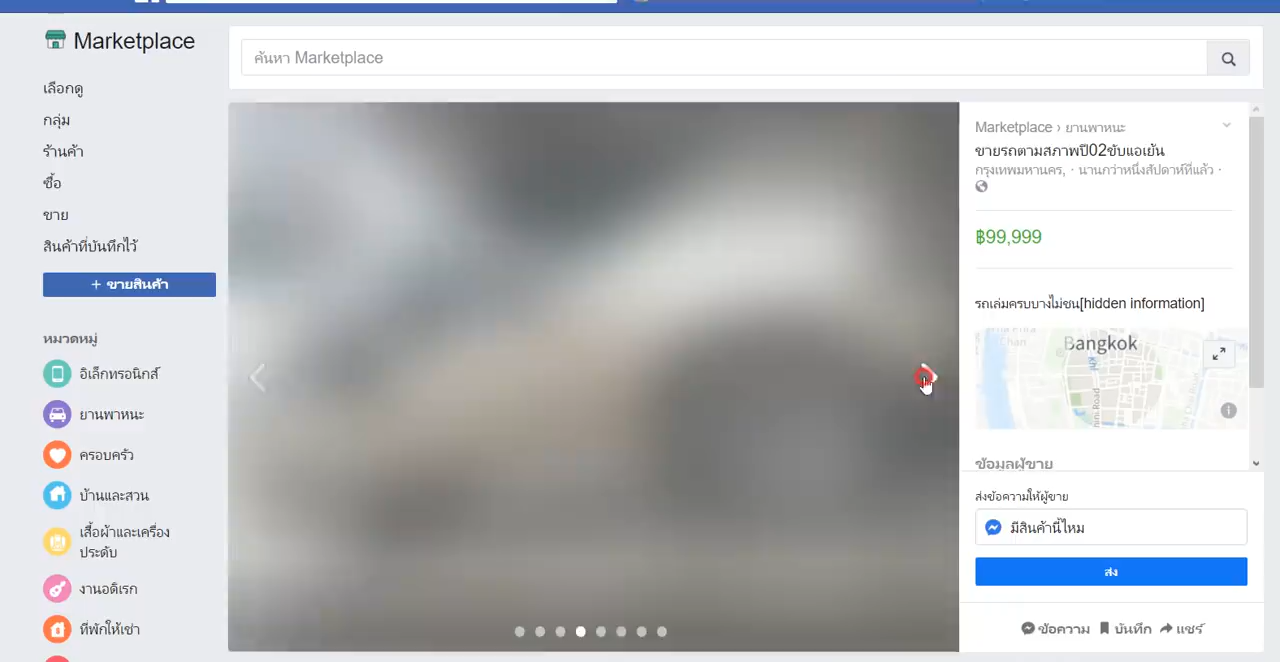 Marketplace
ค้นหา Marketplace
เลือกดู
กลุ่ม
ร้านค้า
ซื้อ
ขาย
สินค้าที่บันทึกไว้
+ ขายสินค้า
หมวดหมู่
อิเล็กทรอนิกส์
ยานพาหนะ
ครอบครัว
บ้านและสวน
เสื้อผ้าและเครื่อง
ประดับ
งานอดิเรก
ที่พักให้เช่า
Marketplace › ยานพาหนะ
ขายรถตามสภาพปี02ขับแอเย้น
กรุงเทพมหานคร, · นานกว่าหนึ่งสัปดาห์ที่แล้ว ·
฿99,999
รถเล่มครบบางไม่ชน[hidden information]
Bangkok
ข้อมูลผู้ขาย
ส่งข้อความให้ผู้ขาย
มีสินค้านี้ไหม
ส่ง
ข้อความ บันทึก แชร์